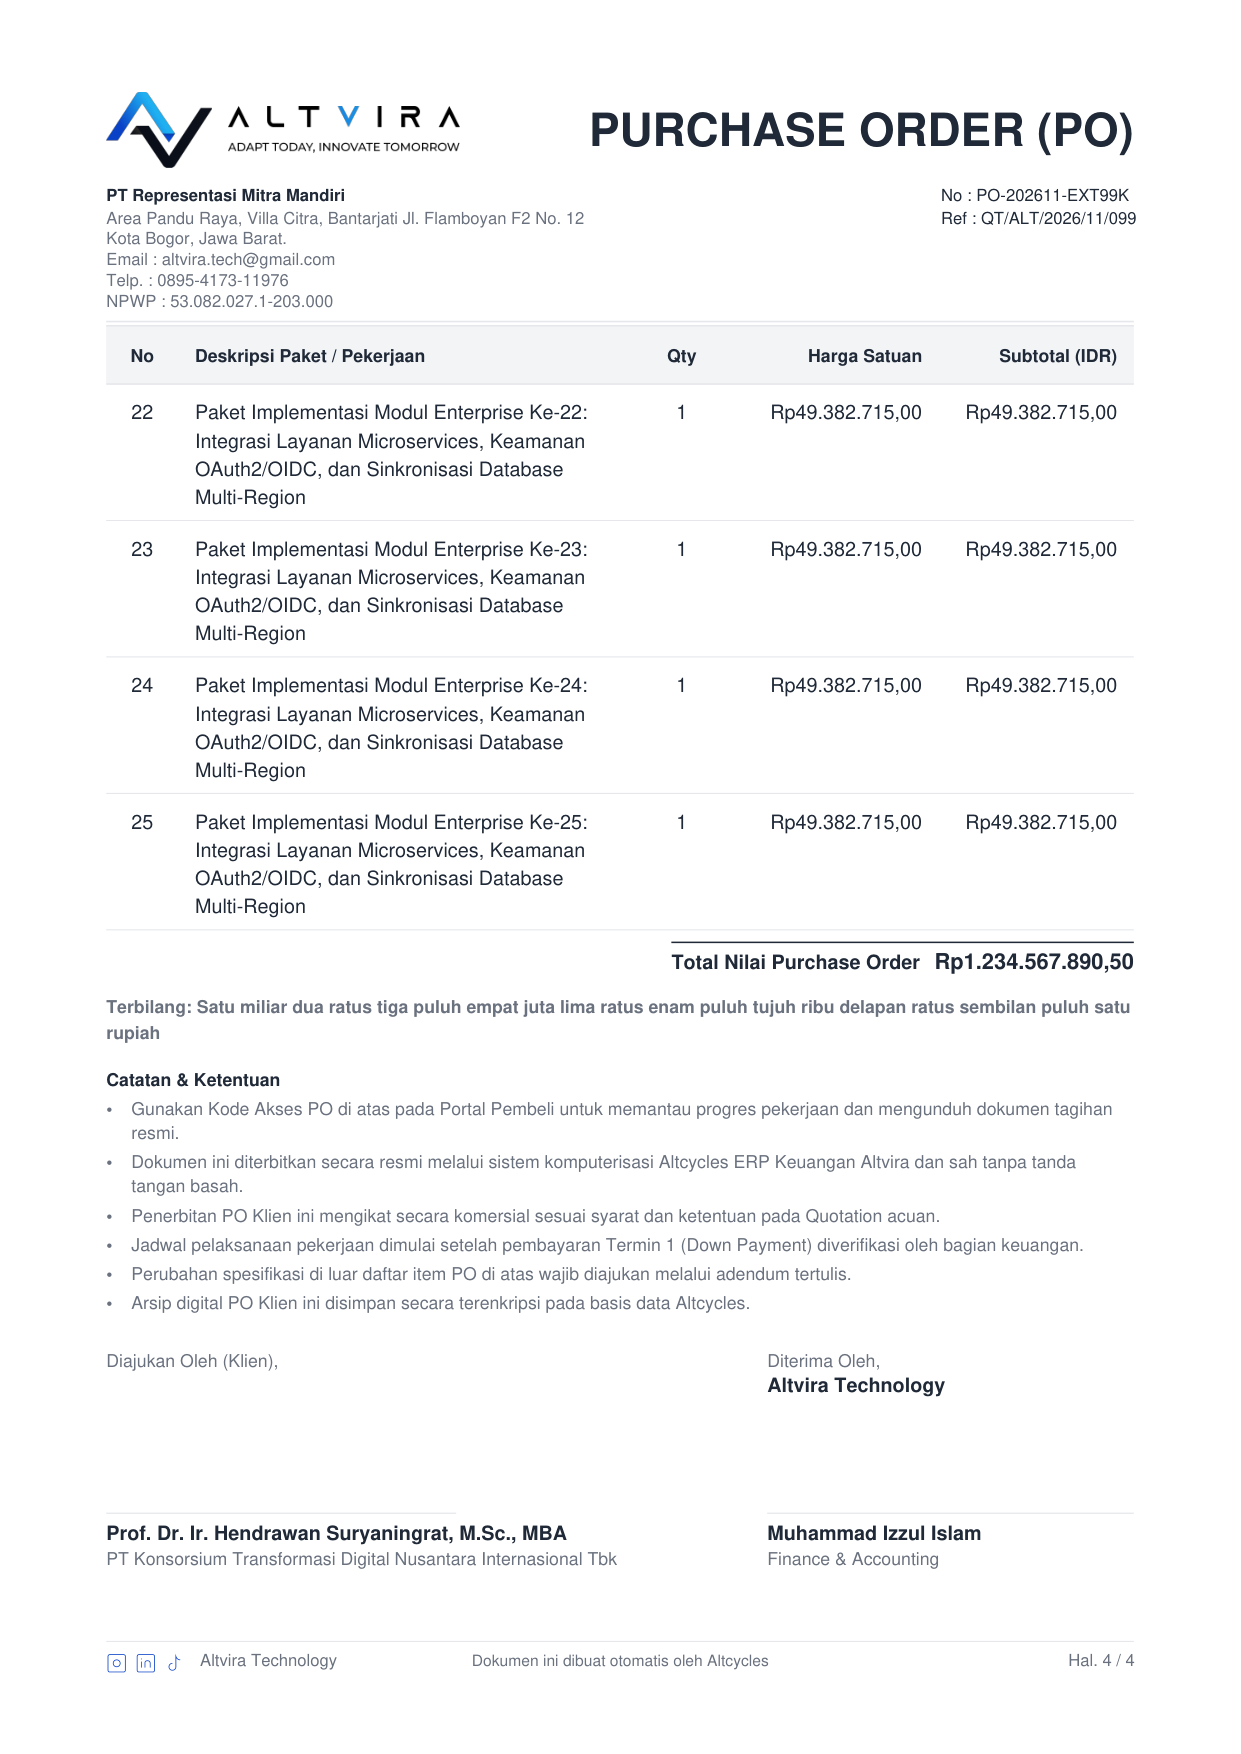 ALTVIRA
ADAPT TODAY, INNOVATE TOMORROW
PURCHASE ORDER (PO)
PT Representasi Mitra Mandiri
Area Pandu Raya, Villa Citra, Bantarjati Jl. Flamboyan F2 No. 12
Kota Bogor, Jawa Barat.
Email : altvira.tech@gmail.com
Telp. : 0895-4173-11976
NPWP : 53.082.027.1-203.000
No : PO-202611-EXT99K
Ref : QT/ALT/2026/11/099
No Deskripsi Paket / Pekerjaan Qty Harga Satuan Subtotal (IDR)
22 Paket Implementasi Modul Enterprise Ke-22: 1 Rp49.382.715,00 Rp49.382.715,00
Integrasi Layanan Microservices, Keamanan
OAuth2/OIDC, dan Sinkronisasi Database
Multi-Region
23 Paket Implementasi Modul Enterprise Ke-23: 1 Rp49.382.715,00 Rp49.382.715,00
Integrasi Layanan Microservices, Keamanan
OAuth2/OIDC, dan Sinkronisasi Database
Multi-Region
24 Paket Implementasi Modul Enterprise Ke-24: 1 Rp49.382.715,00 Rp49.382.715,00
Integrasi Layanan Microservices, Keamanan
OAuth2/OIDC, dan Sinkronisasi Database
Multi-Region
25 Paket Implementasi Modul Enterprise Ke-25: 1 Rp49.382.715,00 Rp49.382.715,00
Integrasi Layanan Microservices, Keamanan
OAuth2/OIDC, dan Sinkronisasi Database
Multi-Region
Total Nilai Purchase Order Rp1.234.567.890,50
Terbilang: Satu miliar dua ratus tiga puluh empat juta lima ratus enam puluh tujuh ribu delapan ratus sembilan puluh satu
rupiah
Catatan & Ketentuan
• Gunakan Kode Akses PO di atas pada Portal Pembeli untuk memantau progres pekerjaan dan mengunduh dokumen tagihan
resmi.
• Dokumen ini diterbitkan secara resmi melalui sistem komputerisasi Altcycles ERP Keuangan Altvira dan sah tanpa tanda
tangan basah.
• Penerbitan PO Klien ini mengikat secara komersial sesuai syarat dan ketentuan pada Quotation acuan.
• Jadwal pelaksanaan pekerjaan dimulai setelah pembayaran Termin 1 (Down Payment) diverifikasi oleh bagian keuangan.
• Perubahan spesifikasi di luar daftar item PO di atas wajib diajukan melalui adendum tertulis.
• Arsip digital PO Klien ini disimpan secara terenkripsi pada basis data Altcycles.
Diajukan Oleh (Klien),
Diterima Oleh,
Altvira Technology
Prof. Dr. Ir. Hendrawan Suryaningrat, M.Sc., MBA
PT Konsorsium Transformasi Digital Nusantara Internasional Tbk
Muhammad Izzul Islam
Finance & Accounting
Altvira Technology Dokumen ini dibuat otomatis oleh Altcycles Hal. 4 / 4